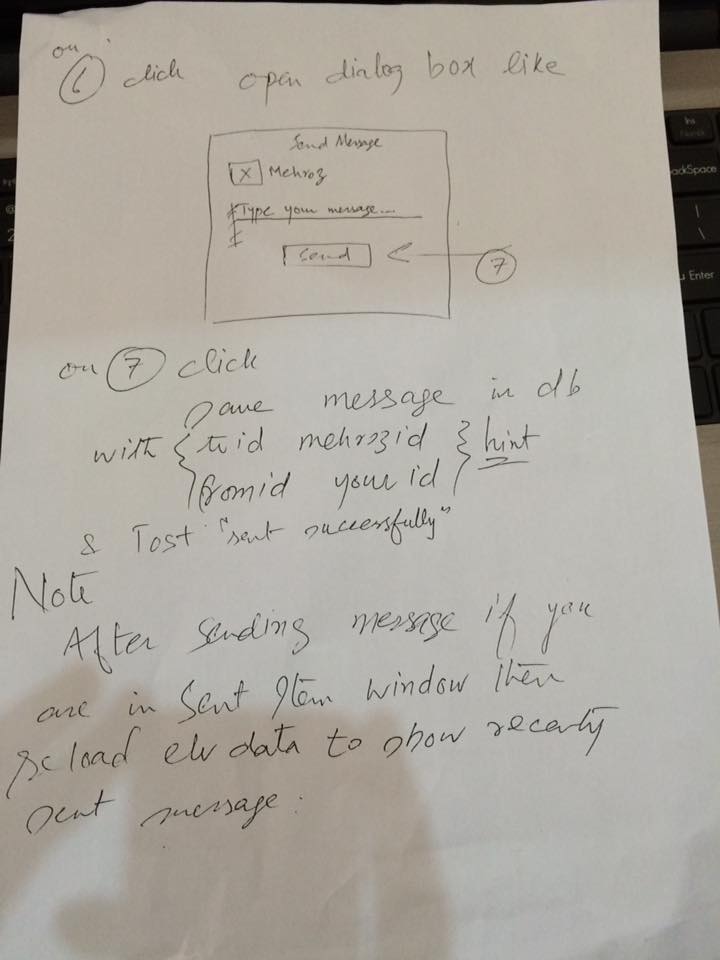 on
6 click open dialog box like
Send Message
X Mehroz
Type your message...
Send
7
on 7 click
save message in db
with { toid mehrozid } hint
{ fromid your id }
& Tost "sent successfully"
Note
After sending message if you
are in Sent Item window then
reload elv data to show recently
sent message.